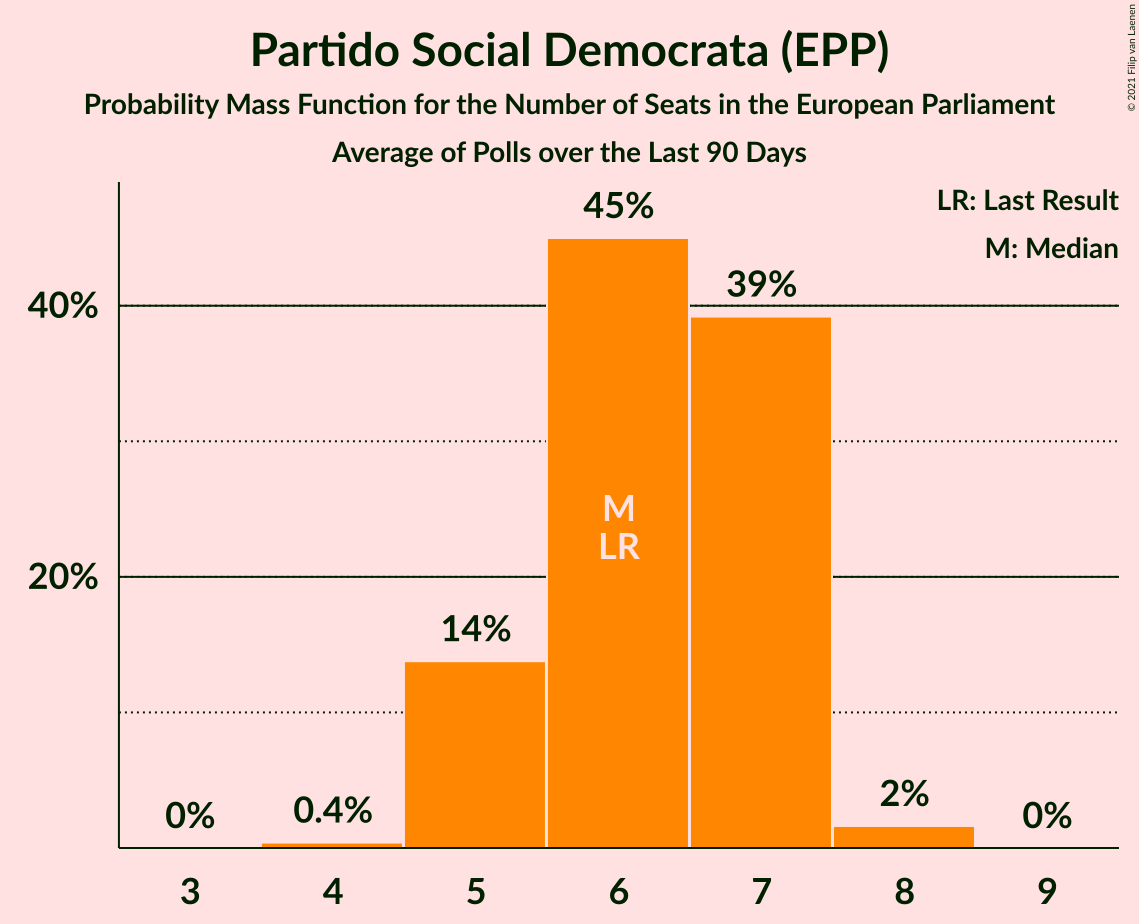 Partido Social Democrata (EPP)
Probability Mass Function for the Number of Seats in the European Parliament
Average of Polls over the Last 90 Days
© 2021 Filip van Laenen
LR: Last Result
M: Median
45%
39%
40%
M
LR
20%
14%
0%
0.4%
2%
0%
3 4 5 6 7 8 9